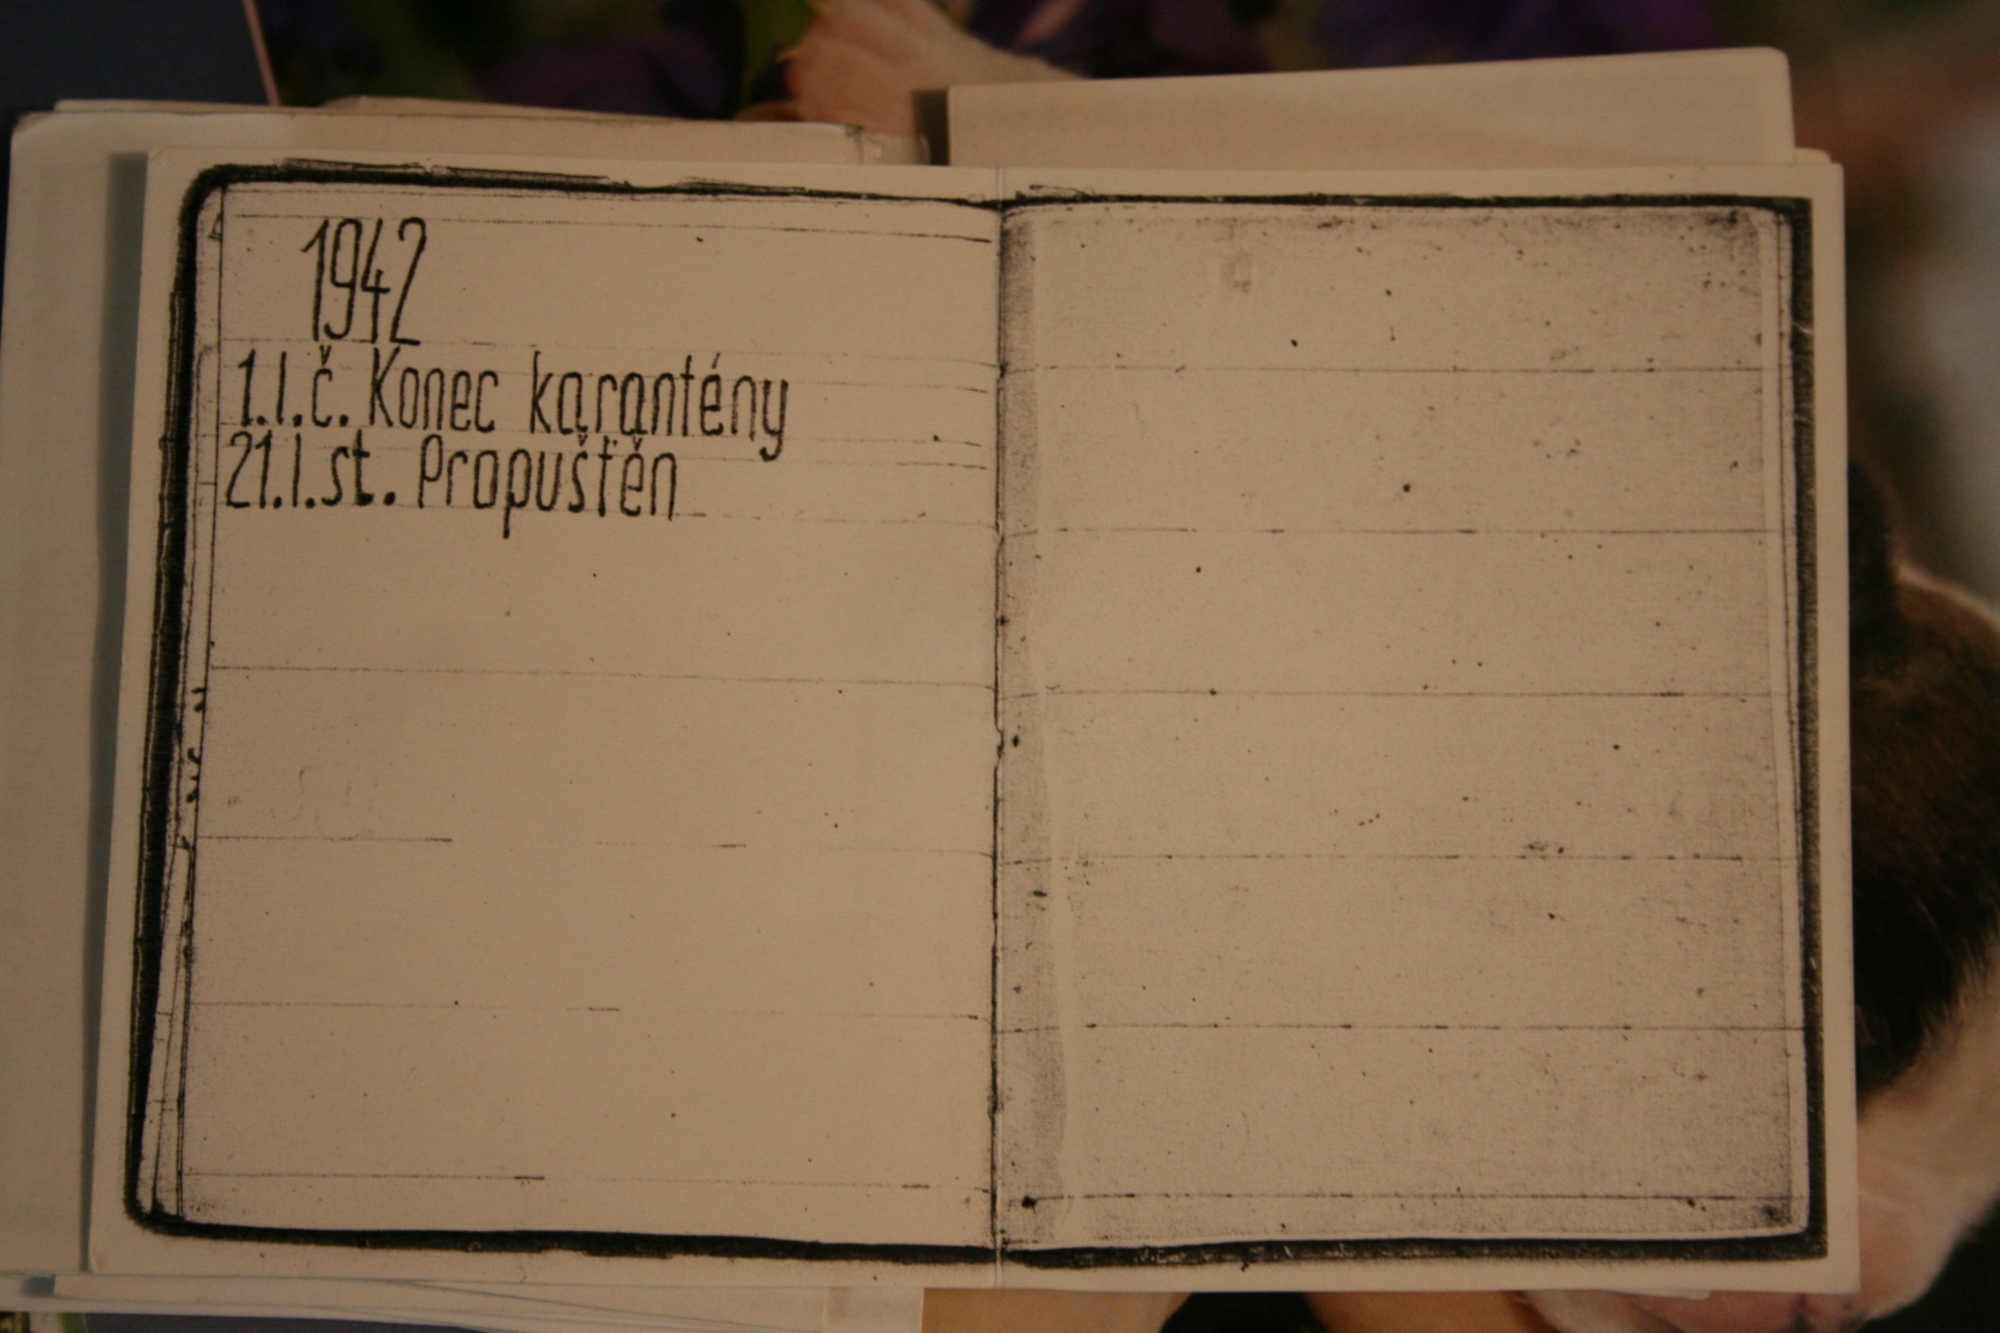 1942
1.I.č. Konec karantény
21.I.st. Propuštěn